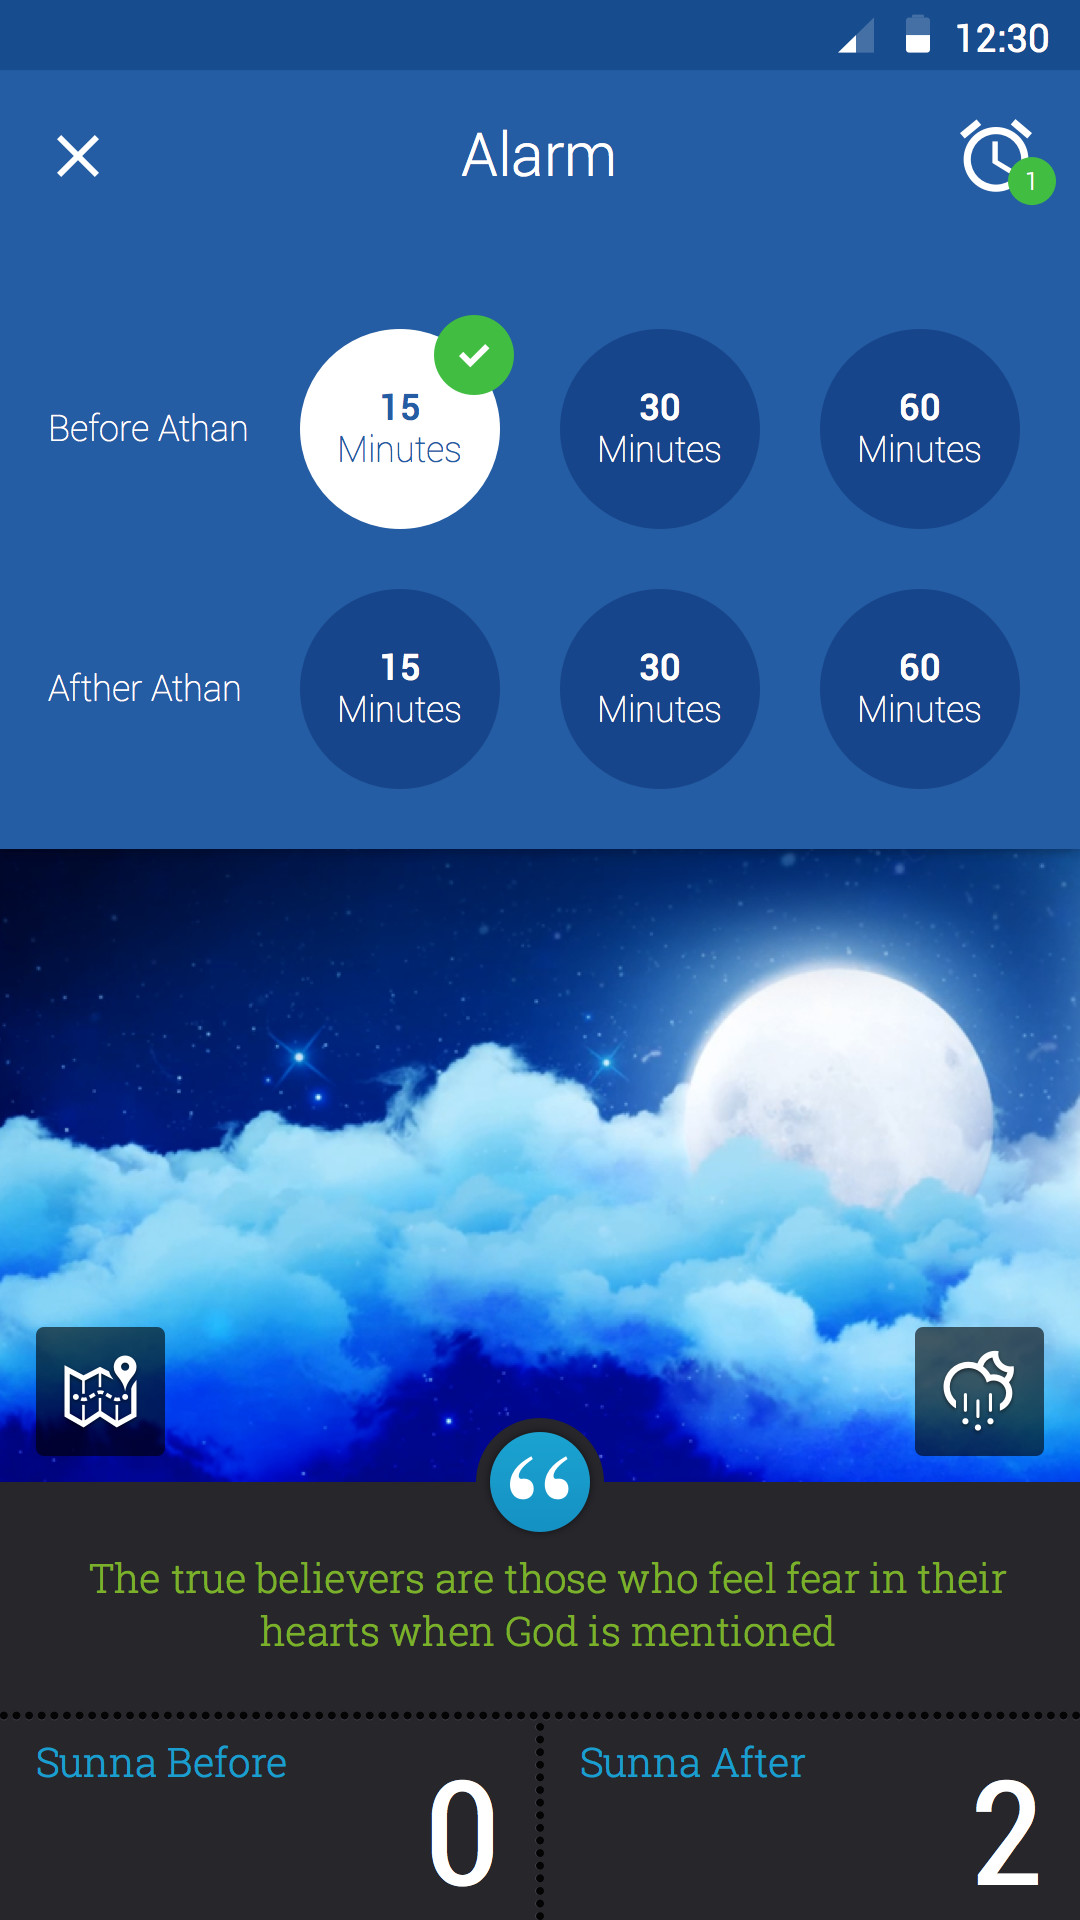 12:30
Alarm
1
Before Athan
15
Minutes
30
Minutes
60
Minutes
Afther Athan
15
Minutes
30
Minutes
60
Minutes
“
The true believers are those who feel fear in their
hearts when God is mentioned
Sunna Before
0
Sunna After
2